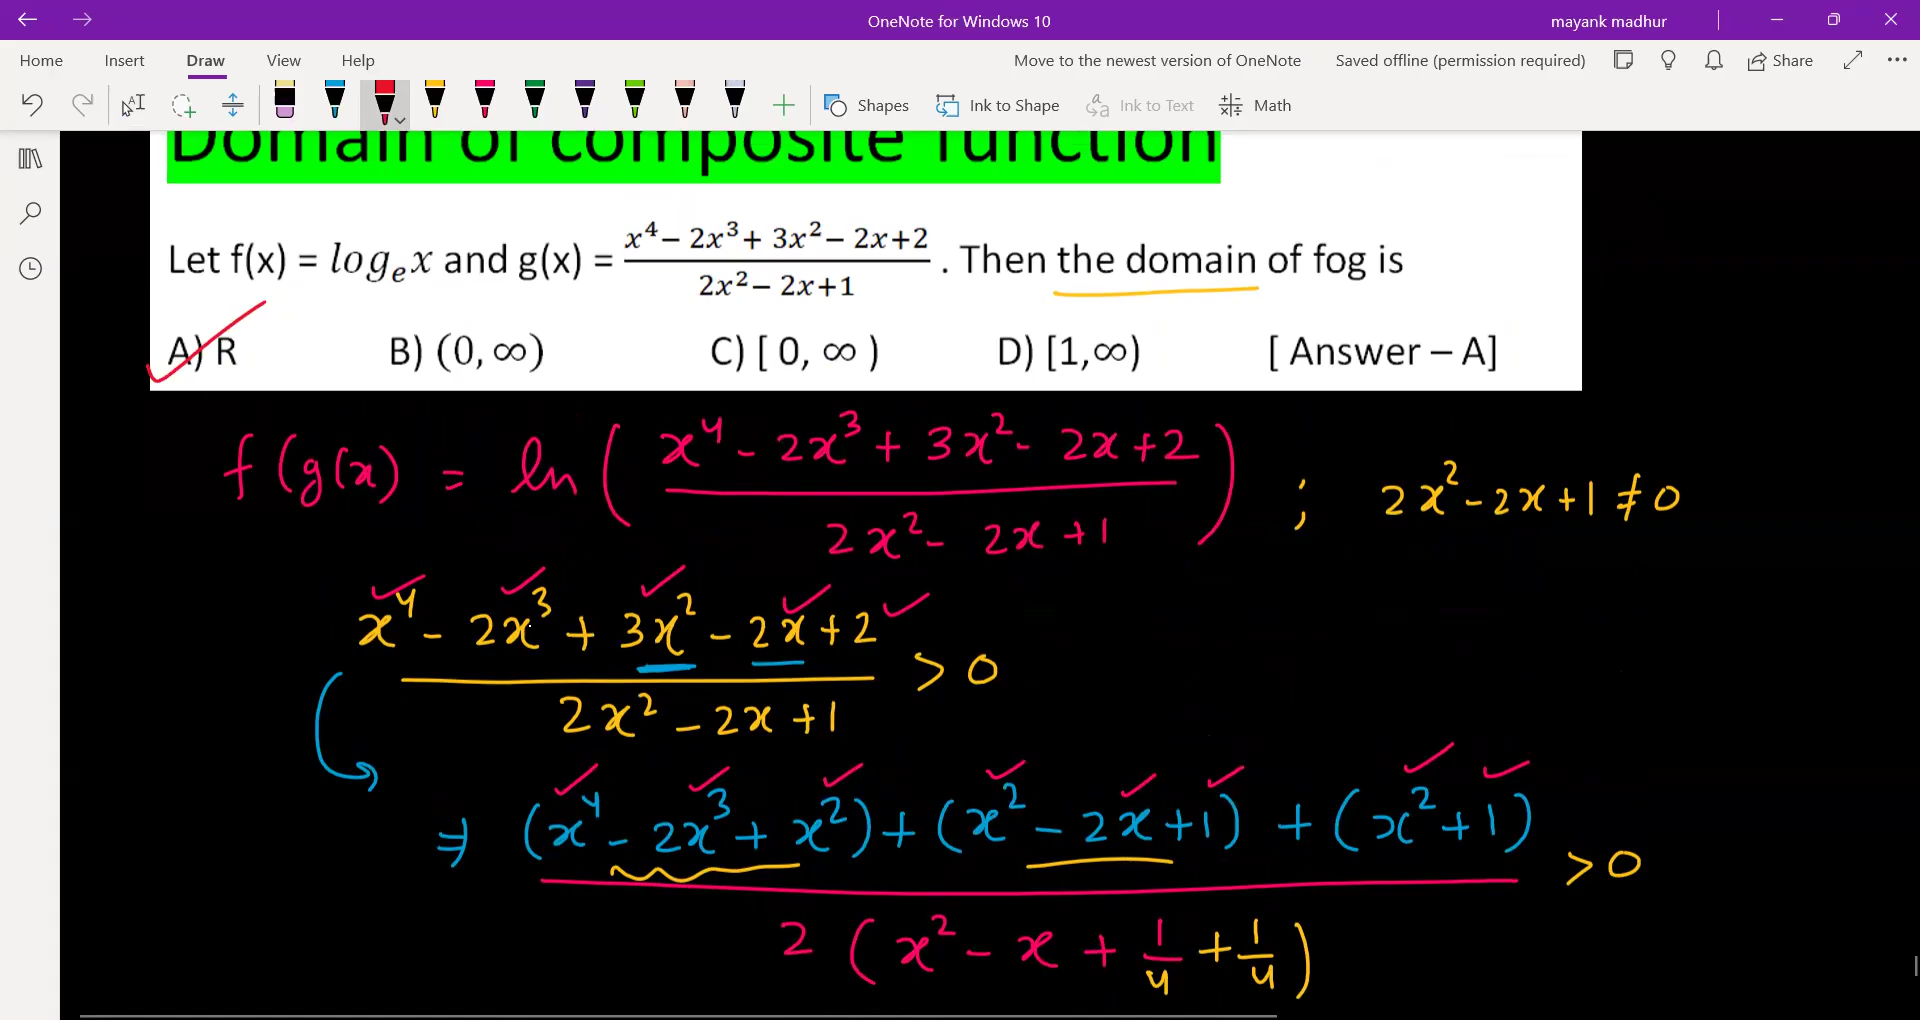 OneNote for Windows 10
mayank madhur
Home Insert Draw View Help
Move to the newest version of OneNote Saved offline (permission required) Share
Shapes Ink to Shape Ink to Text Math
Domain of composite function
Let f(x) = logₑx and g(x) = (x⁴ − 2x³ + 3x² − 2x+2)/(2x² − 2x+1) . Then the domain of fog is
A) R B) (0, ∞) C) [ 0, ∞ ) D) [1,∞) [ Answer – A]
f(g(x) = ln( (x⁴ - 2x³ + 3x² - 2x+2)/(2x² - 2x +1) ) ; 2x² - 2x +1 ≠ 0
(x⁴ - 2x³ + 3x² - 2x +2)/(2x² - 2x +1) > 0
⇒ ((x⁴ - 2x³ + x²) + (x² - 2x +1) + (x² +1))/(2(x² - x + 1/4 + 1/4)) > 0